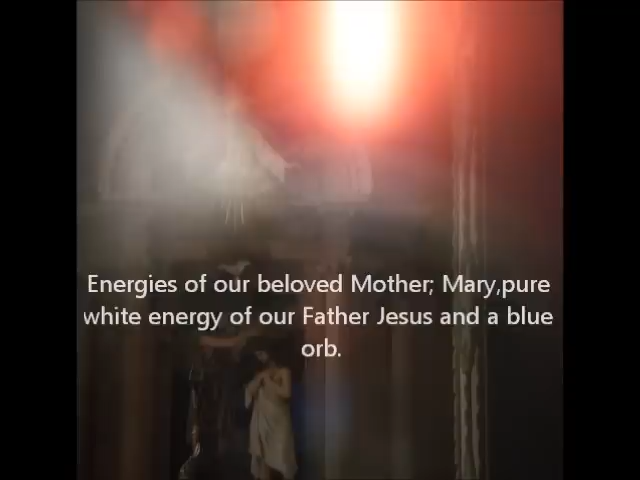 Energies of our beloved Mother; Mary,pure
white energy of our Father Jesus and a blue
orb.